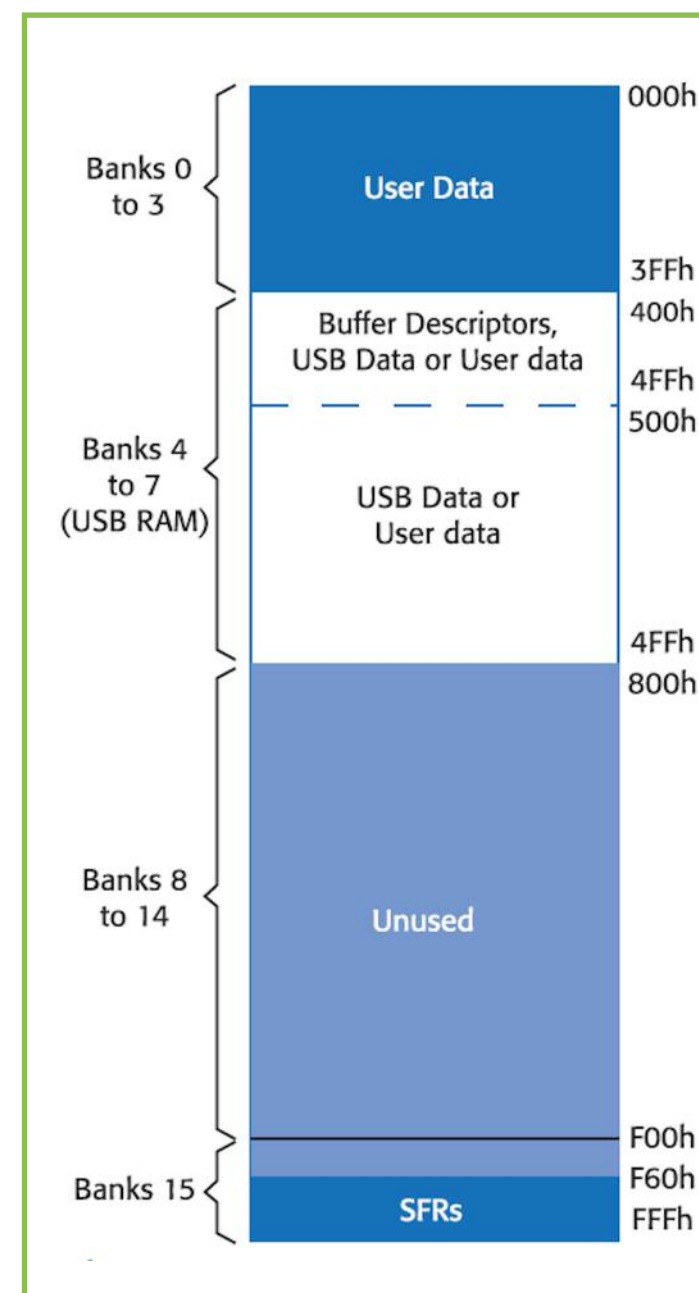 000h
Banks 0
to 3
User Data
3FFh
400h
Buffer Descriptors,
USB Data or User data
4FFh
500h
Banks 4
to 7
(USB RAM)
USB Data or
User data
4FFh
800h
Banks 8
to 14
Unused
F00h
F60h
Banks 15
SFRs
FFFh